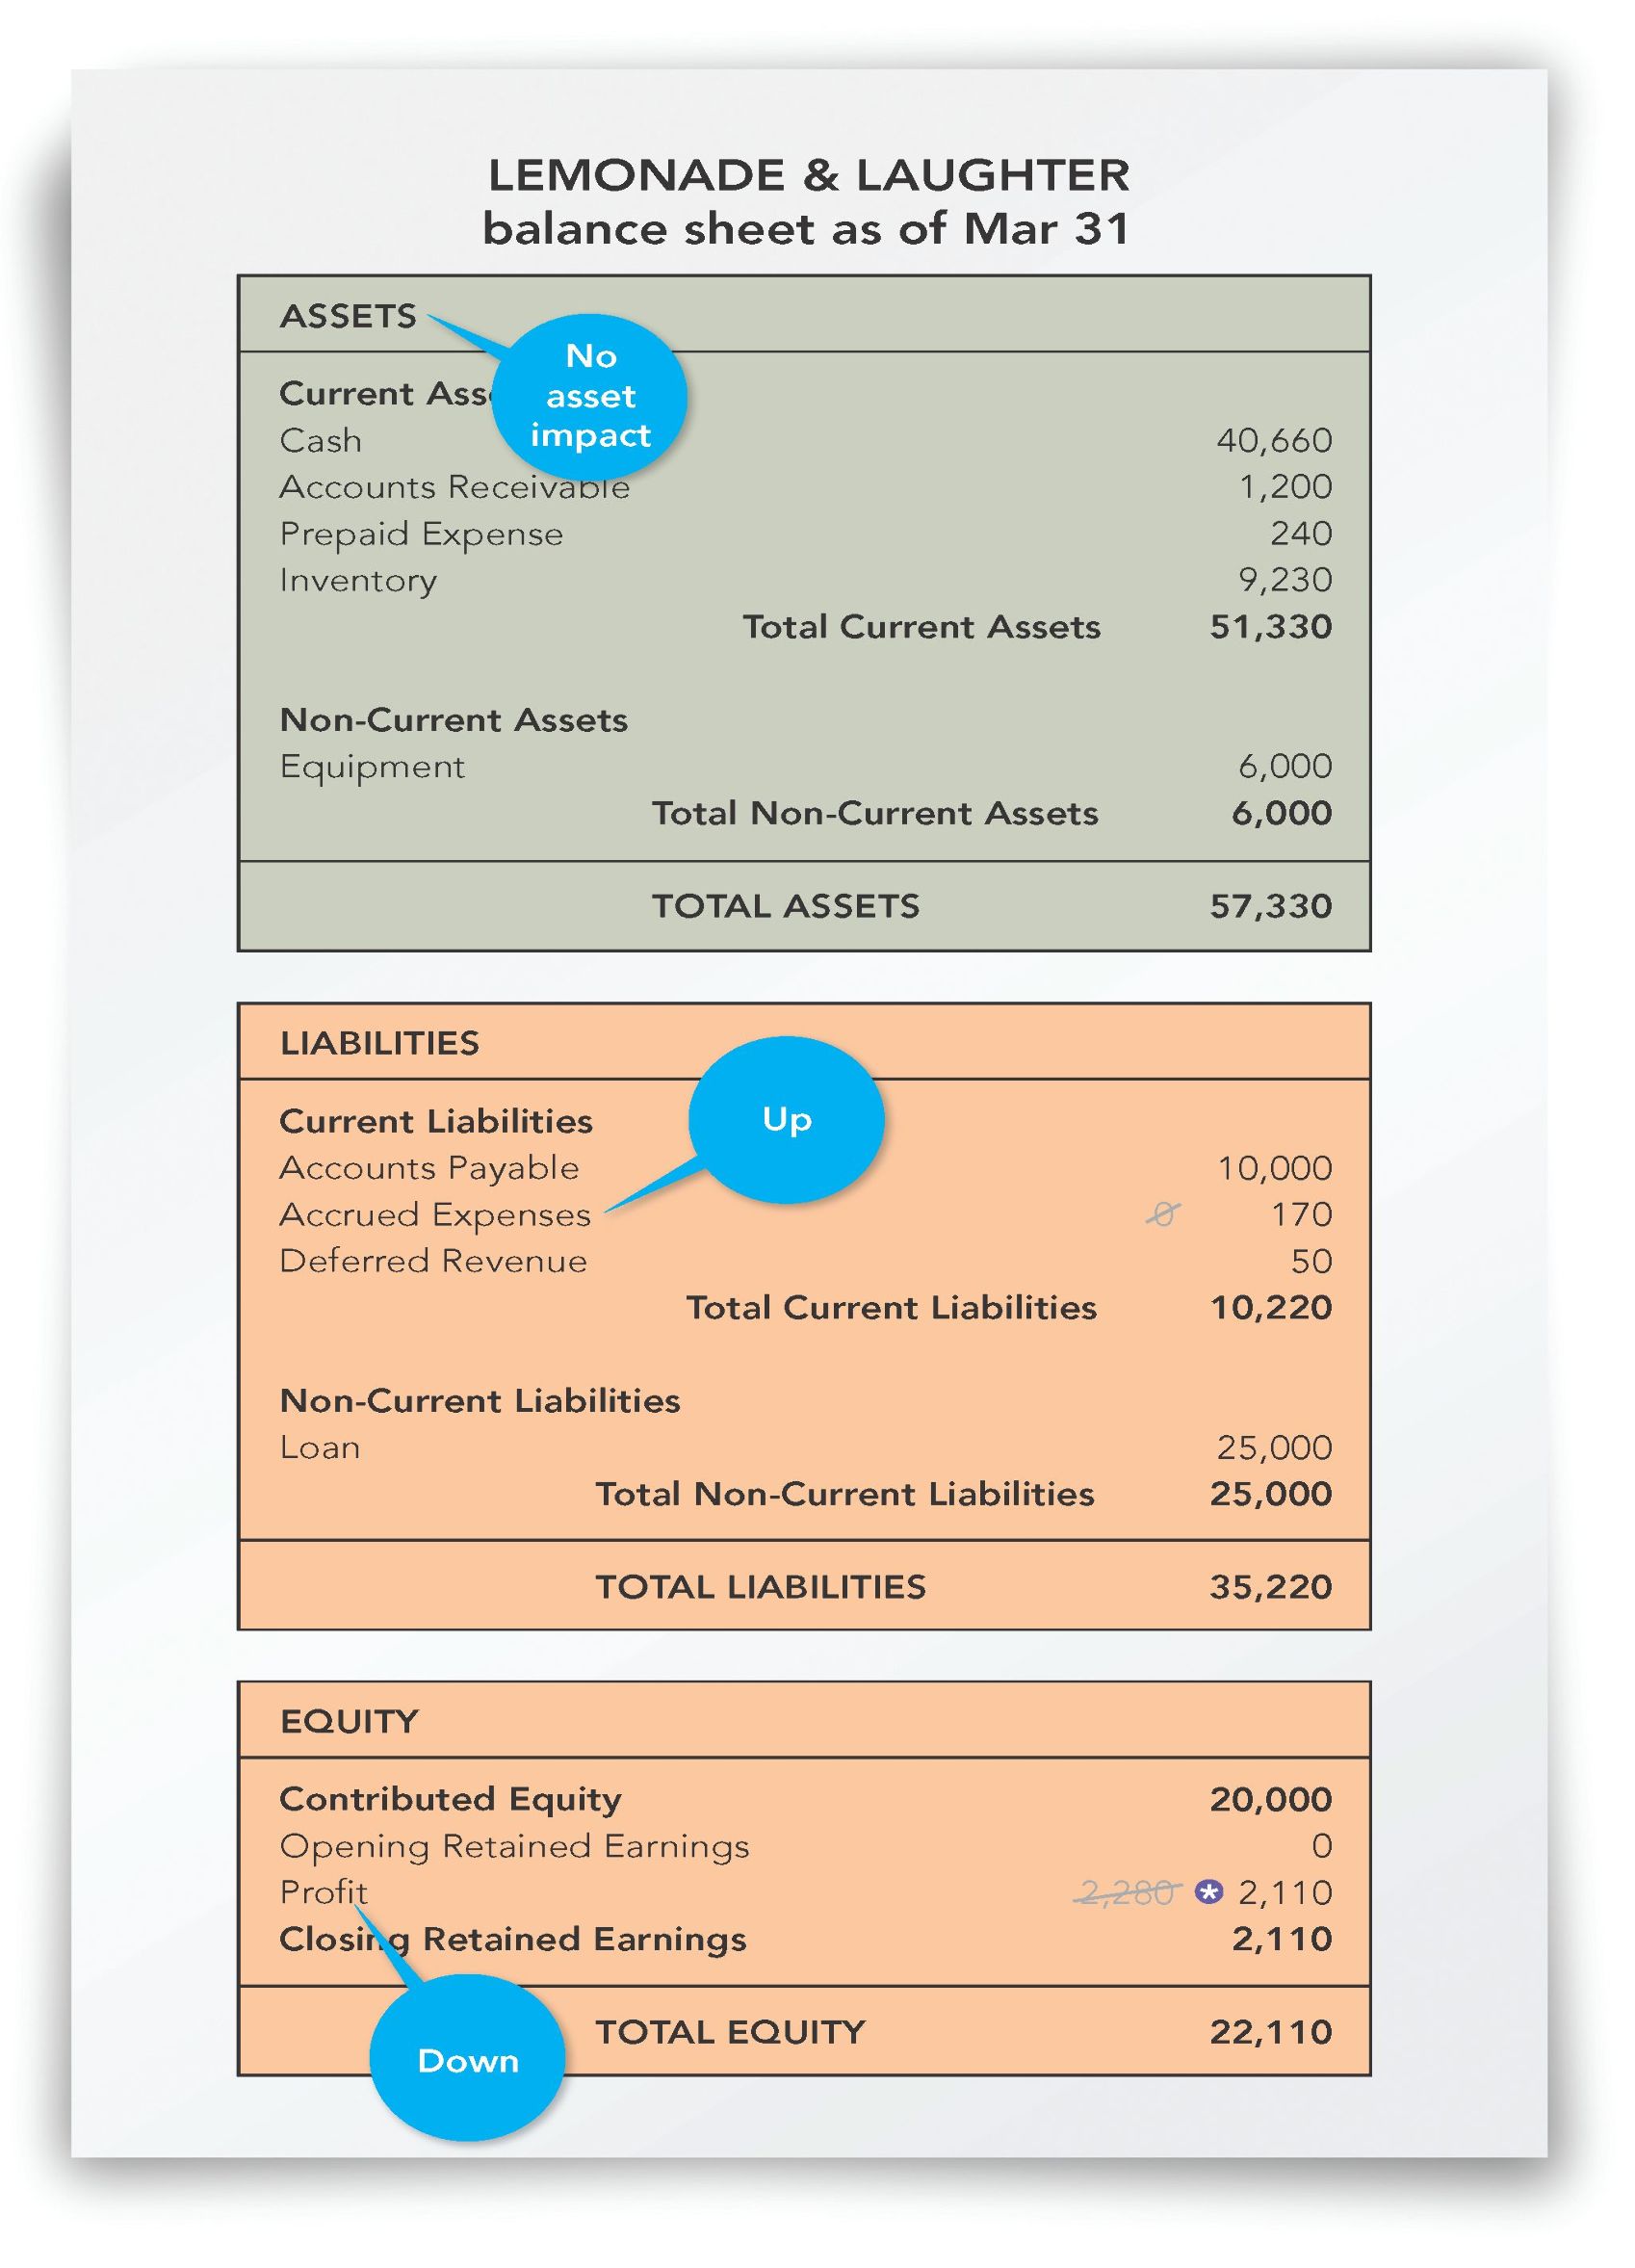 LEMONADE & LAUGHTER
balance sheet as of Mar 31
ASSETS
No
asset
impact
Current Ass
Cash 40,660
Accounts Receivable 1,200
Prepaid Expense 240
Inventory 9,230
Total Current Assets 51,330
Non-Current Assets
Equipment 6,000
Total Non-Current Assets 6,000
TOTAL ASSETS 57,330
LIABILITIES
Up
Current Liabilities
Accounts Payable 10,000
Accrued Expenses 0 170
Deferred Revenue 50
Total Current Liabilities 10,220
Non-Current Liabilities
Loan 25,000
Total Non-Current Liabilities 25,000
TOTAL LIABILITIES 35,220
EQUITY
Contributed Equity 20,000
Opening Retained Earnings 0
Profit 2,280 * 2,110
Closing Retained Earnings 2,110
TOTAL EQUITY 22,110
Down